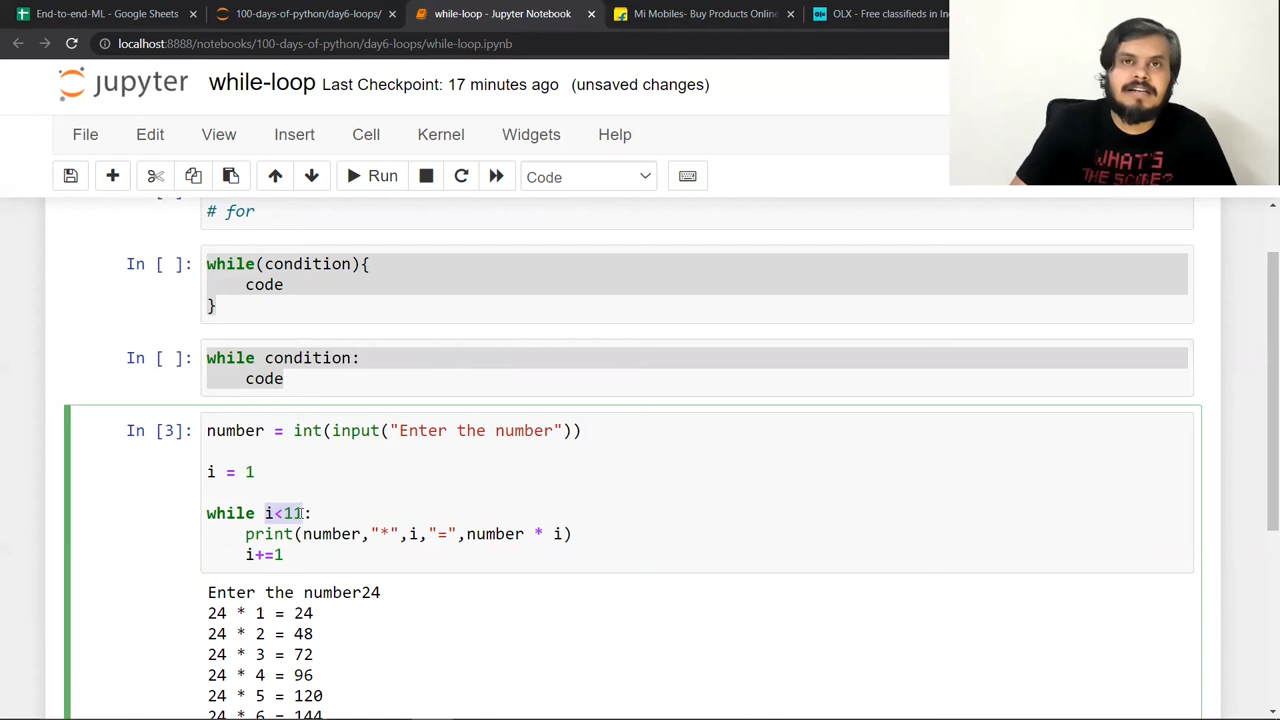 End-to-end-ML - Google Sheets
100-days-of-python/day6-loops/
while-loop - Jupyter Notebook
Mi Mobiles- Buy Products Online
OLX - Free classifieds in In
localhost:8888/notebooks/100-days-of-python/day6-loops/while-loop.ipynb
jupyter while-loop Last Checkpoint: 17 minutes ago (unsaved changes)
WHAT'S
THE SCORE?
File Edit View Insert Cell Kernel Widgets Help
Run Code
# for
In [ ]: while(condition){
code
}
In [ ]: while condition:
code
In [3]: number = int(input("Enter the number"))
i = 1
while i<11:
print(number,"*",i,"=",number * i)
i+=1
Enter the number24
24 * 1 = 24
24 * 2 = 48
24 * 3 = 72
24 * 4 = 96
24 * 5 = 120
24 * 6 = 144